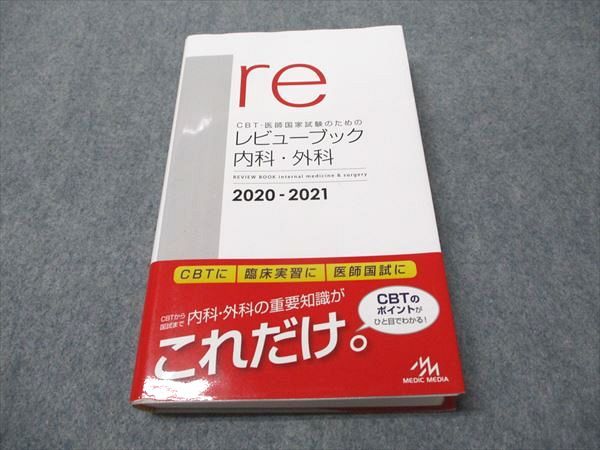 re
CBT・医師国家試験のための
レビューブック
内科・外科
REVIEW BOOK internal medicine & surgery
2020-2021
CBTに 臨床実習に 医師国試に
CBTから
国試まで 内科・外科の重要知識が
これだけ。
CBTの
ポイントが
ひと目でわかる!
MEDIC MEDIA